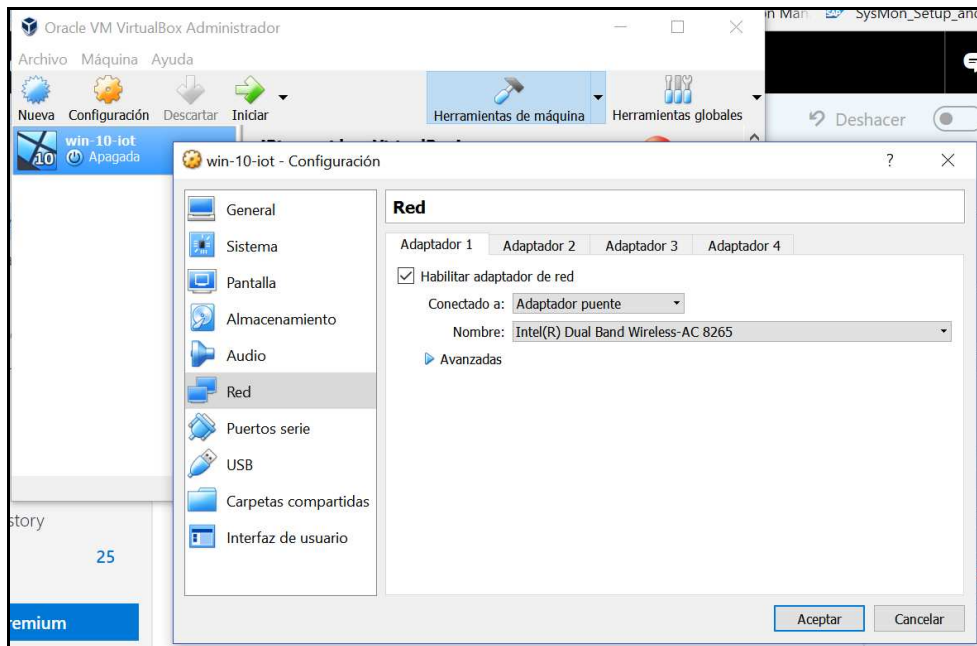 Oracle VM VirtualBox Administrador
SysMon_Setup_and
Archivo Máquina Ayuda
Nueva Configuración Descartar Iniciar Herramientas de máquina Herramientas globales
Deshacer
win-10-iot
10 Apagada
win-10-iot - Configuración
General
Sistema
Pantalla
Almacenamiento
Audio
Red
Puertos serie
USB
Carpetas compartidas
Interfaz de usuario
Red
Adaptador 1 Adaptador 2 Adaptador 3 Adaptador 4
Habilitar adaptador de red
Conectado a: Adaptador puente
Nombre: Intel(R) Dual Band Wireless-AC 8265
Avanzadas
Aceptar Cancelar
story
25
emium